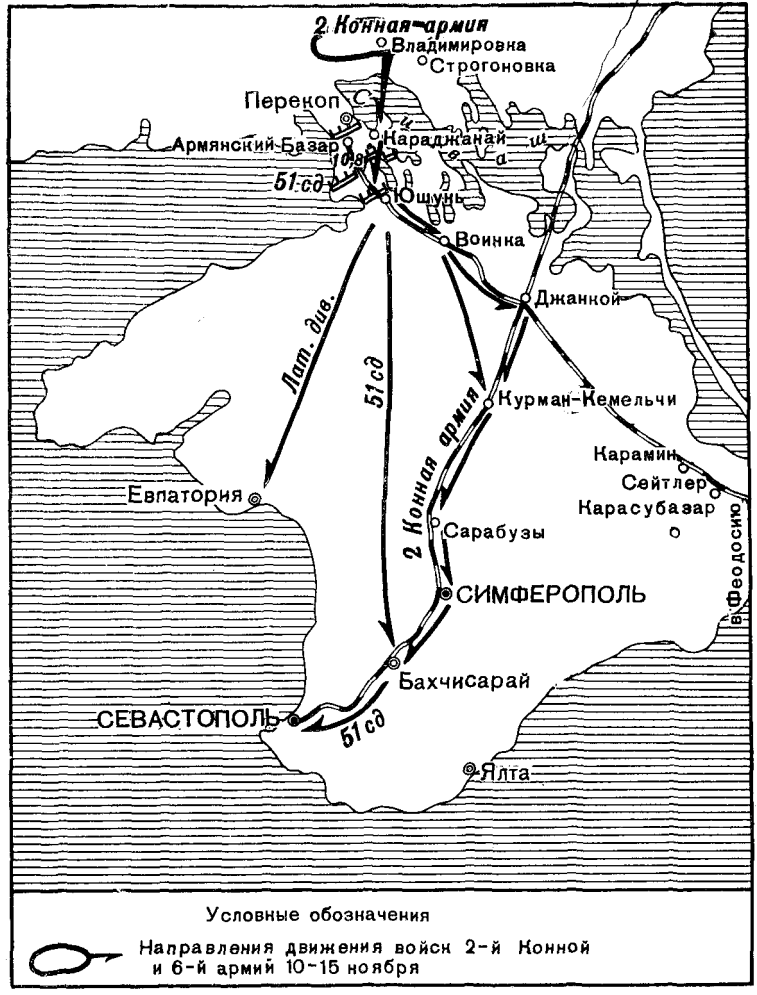 2 Конная армия
Владимировка
Строгоновка
Перекоп
С и в а ш
Армянский Базар
Караджанай
51 сд
Юшунь
Воинка
Джанкой
Лат. див.
51 сд
2 Конная армия
Курман-Кемельчи
Карамин
Сейтлер
Карасубазар
Евпатория
в Феодосию
Сарабузы
СИМФЕРОПОЛЬ
Бахчисарай
СЕВАСТОПОЛЬ
51 сд
Ялта
Условные обозначения
Направления движения войск 2-й Конной
и 6-й армий 10-15 ноября